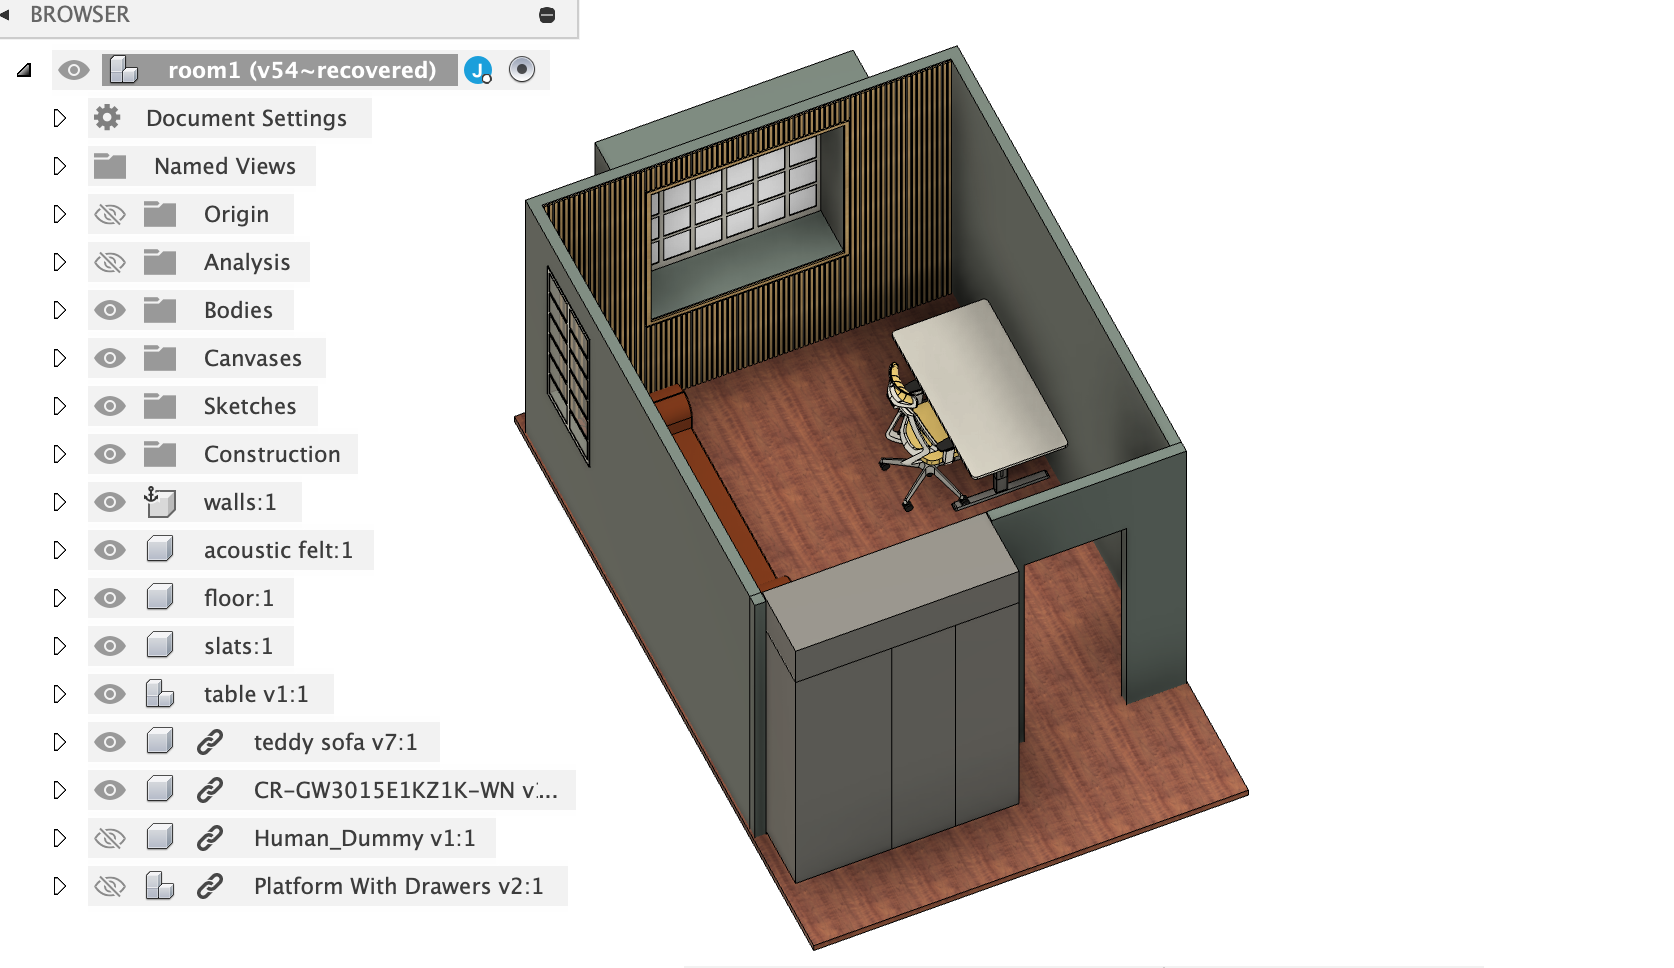 BROWSER
room1 (v54~recovered)
J
Document Settings
Named Views
Origin
Analysis
Bodies
Canvases
Sketches
Construction
walls:1
acoustic felt:1
floor:1
slats:1
table v1:1
teddy sofa v7:1
CR-GW3015E1KZ1K-WN v...
Human_Dummy v1:1
Platform With Drawers v2:1